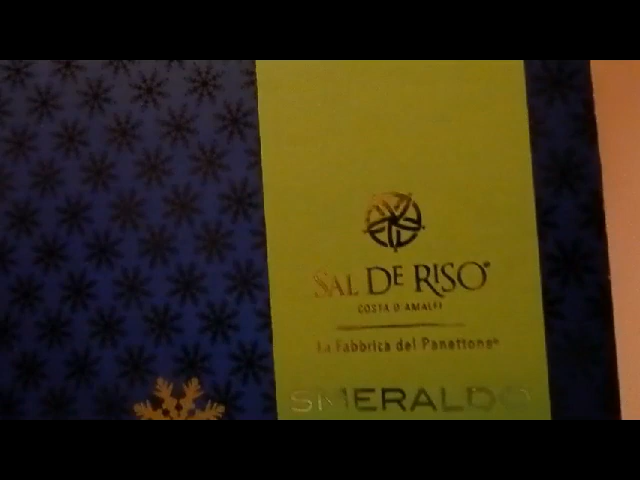 SAL DE RISO®
COSTA D'AMALFI
La Fabbrica del Panettone®
SMERALDO